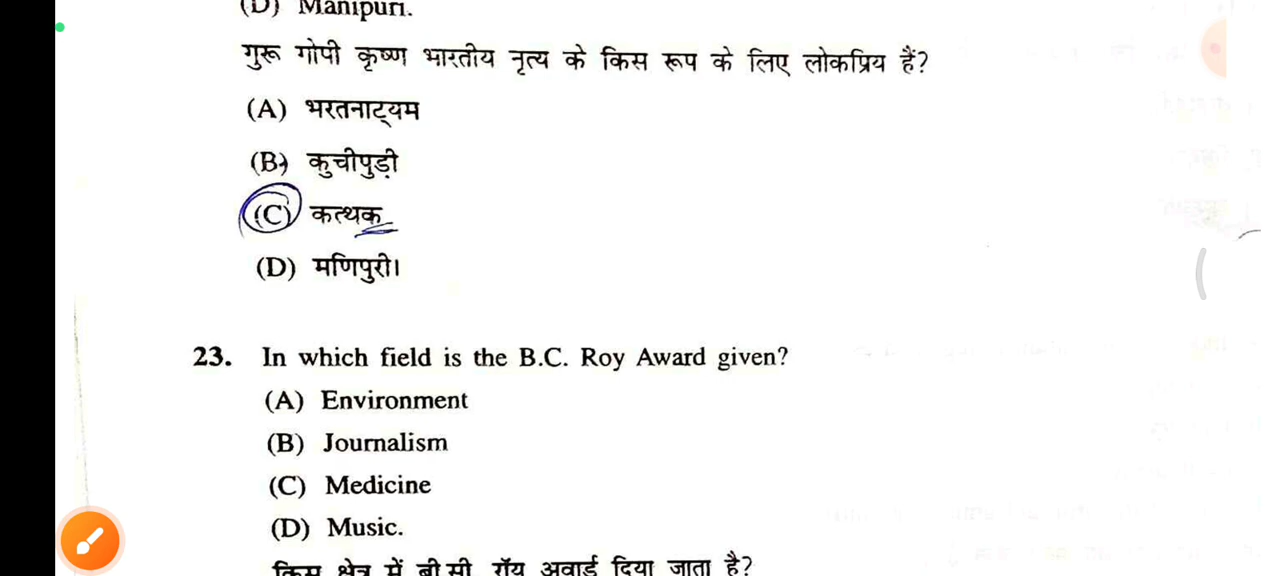 (D) Manipuri.
गुरू गोपी कृष्ण भारतीय नृत्य के किस रूप के लिए लोकप्रिय हैं?
(A) भरतनाट्यम
(B) कुचीपुड़ी
(C) कत्थक
(D) मणिपुरी।
23. In which field is the B.C. Roy Award given?
(A) Environment
(B) Journalism
(C) Medicine
(D) Music.
किस क्षेत्र में बी.सी. रॉय अवार्ड दिया जाता है?